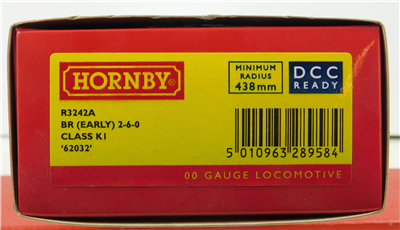 HORNBY
MINIMUM
RADIUS
438mm
DCC
READY
R3242A
BR (EARLY) 2-6-0
CLASS K1
'62032'
5 010963 289584
00 GAUGE LOCOMOTIVE